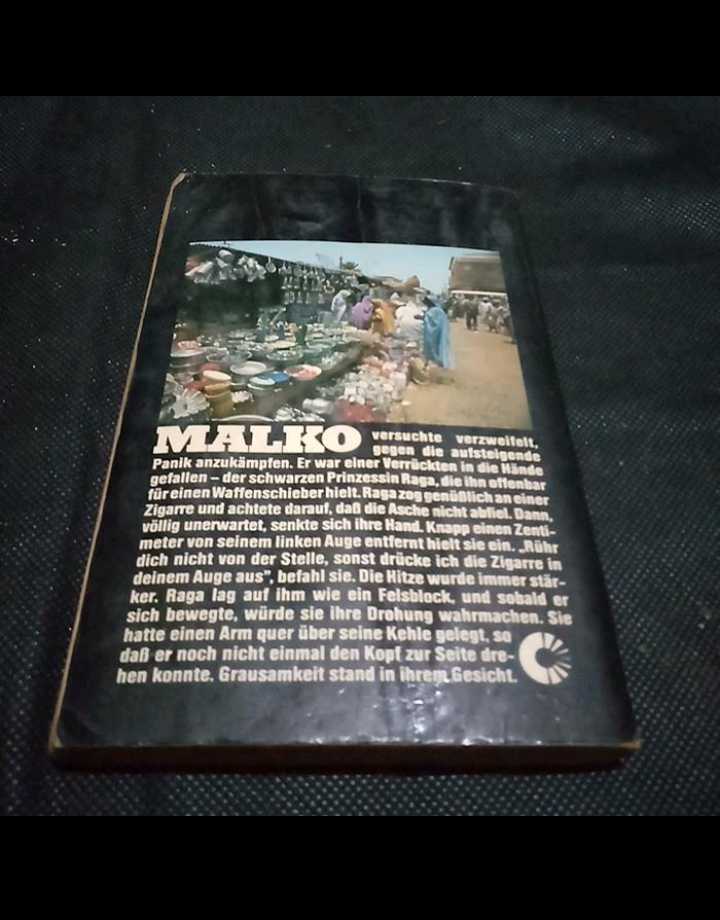 MALKO versuchte verzweifelt,
gegen die aufsteigende
Panik anzukämpfen. Er war einer Verrückten in die Hände
gefallen – der schwarzen Prinzessin Raga, die ihn offenbar
für einen Waffenschieber hielt. Raga zog genüßlich an einer
Zigarre und achtete darauf, daß die Asche nicht abfiel. Dann,
völlig unerwartet, senkte sich ihre Hand. Knapp einen Zenti-
meter von seinem linken Auge entfernt hielt sie ein. „Rühr
dich nicht von der Stelle, sonst drücke ich die Zigarre in
deinem Auge aus”, befahl sie. Die Hitze wurde immer stär-
ker. Raga lag auf ihm wie ein Felsblock, und sobald er
sich bewegte, würde sie ihre Drohung wahrmachen. Sie
hatte einen Arm quer über seine Kehle gelegt, so
daß er noch nicht einmal den Kopf zur Seite dre-
hen konnte. Grausamkeit stand in ihrem Gesicht.